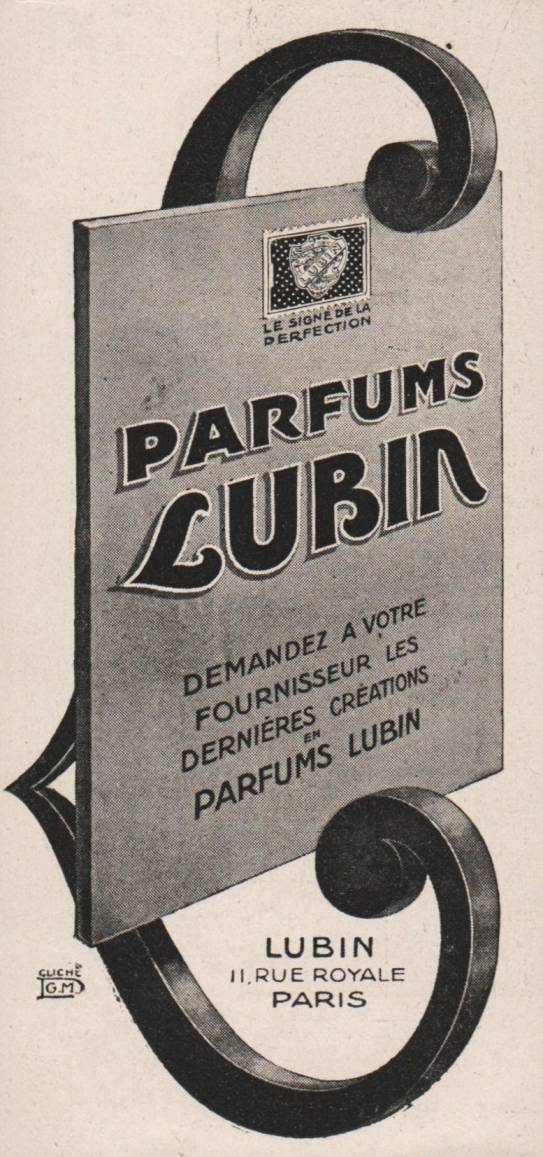 LUBIN
LE SIGNE DE LA
PERFECTION
PARFUMS
LUBIN
DEMANDEZ A VOTRE
FOURNISSEUR LES
DERNIÈRES CRÉATIONS
EN
PARFUMS LUBIN
LUBIN
11, RUE ROYALE
PARIS
CLICHÉ
G.M.